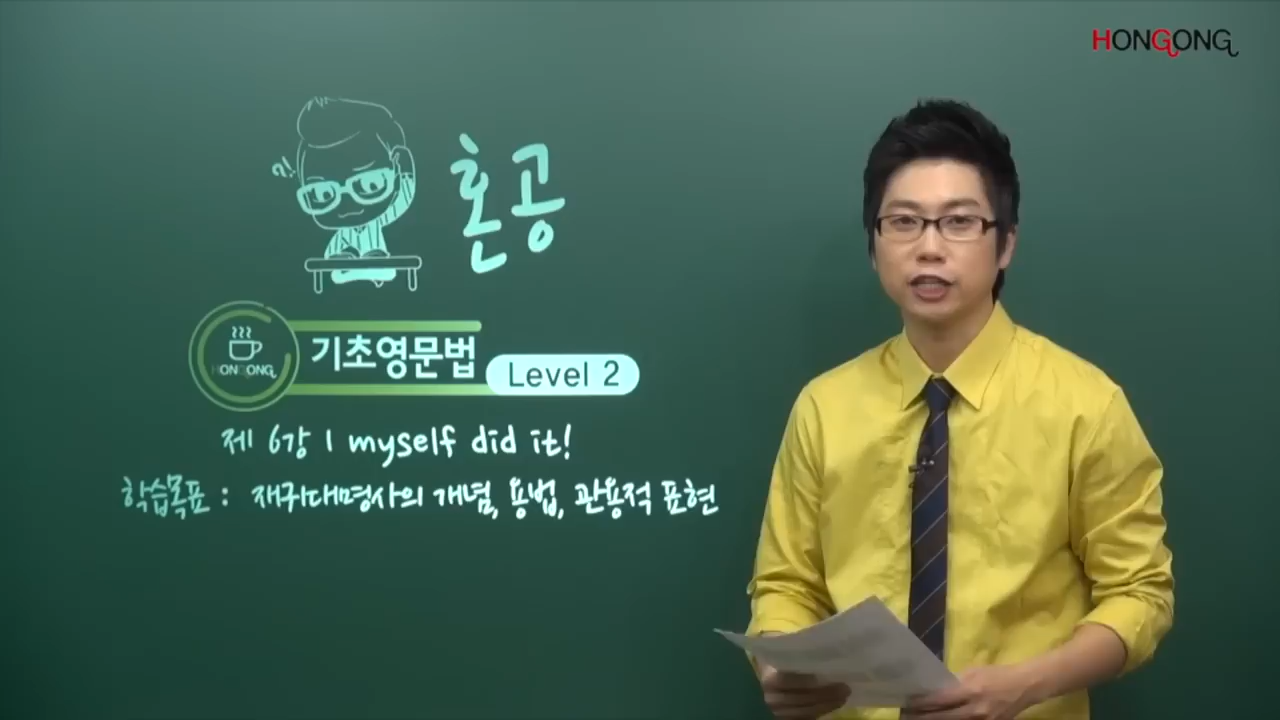 HONGONG
?!
혼공
HONGONG
기초영문법
Level 2
제 6강 I myself did it!
학습목표 : 재귀대명사의 개념, 용법, 관용적 표현